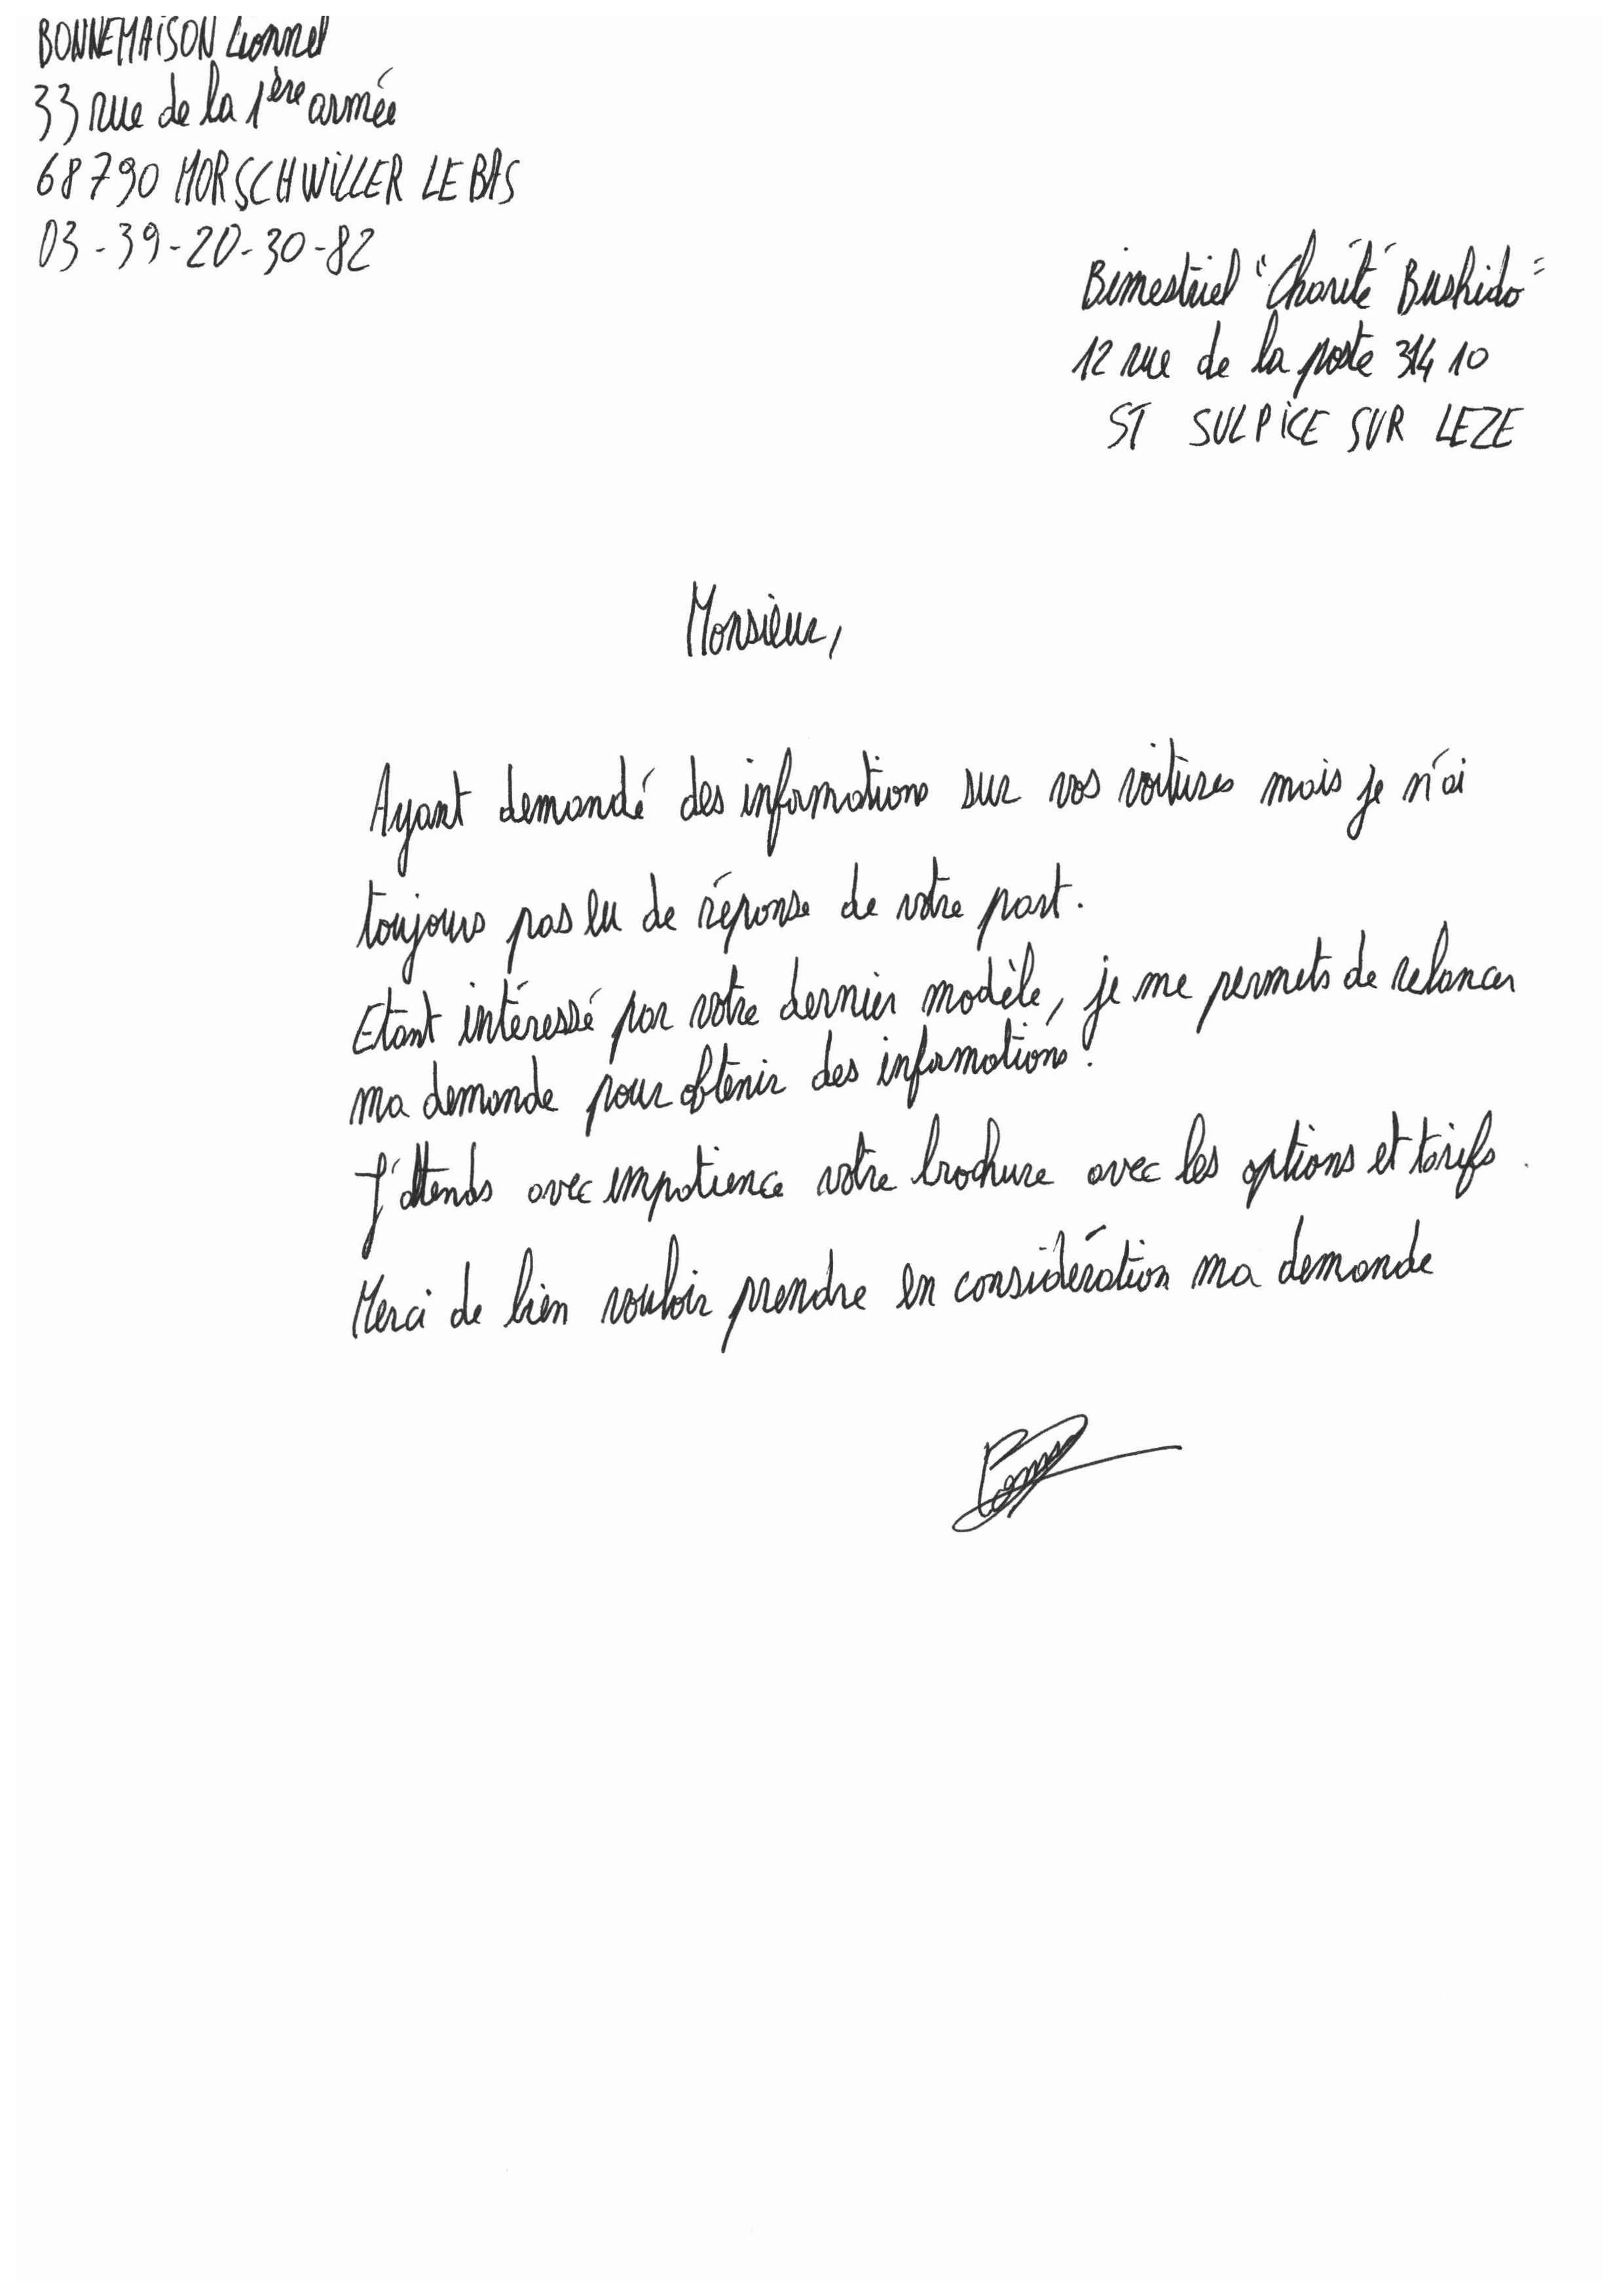 BONNEMAISON Lionnel
33 rue de la 1ère armée
68790 MORSCHWILLER LE BAS
03-39-20-30-82
Bimestriel "Charité Bushido"
12 rue de la poste 31410
ST SULPICE SUR LEZE
Monsieur,
Ayant demandé des informations sur vos voitures mais je n'ai
toujours pas eu de réponse de votre part.
Etant intéressé par votre dernier modèle, je me permets de relancer
ma demande pour obtenir des informations.
J'attends avec impatience votre brochure avec les options et tarifs.
Merci de bien vouloir prendre en considération ma demande